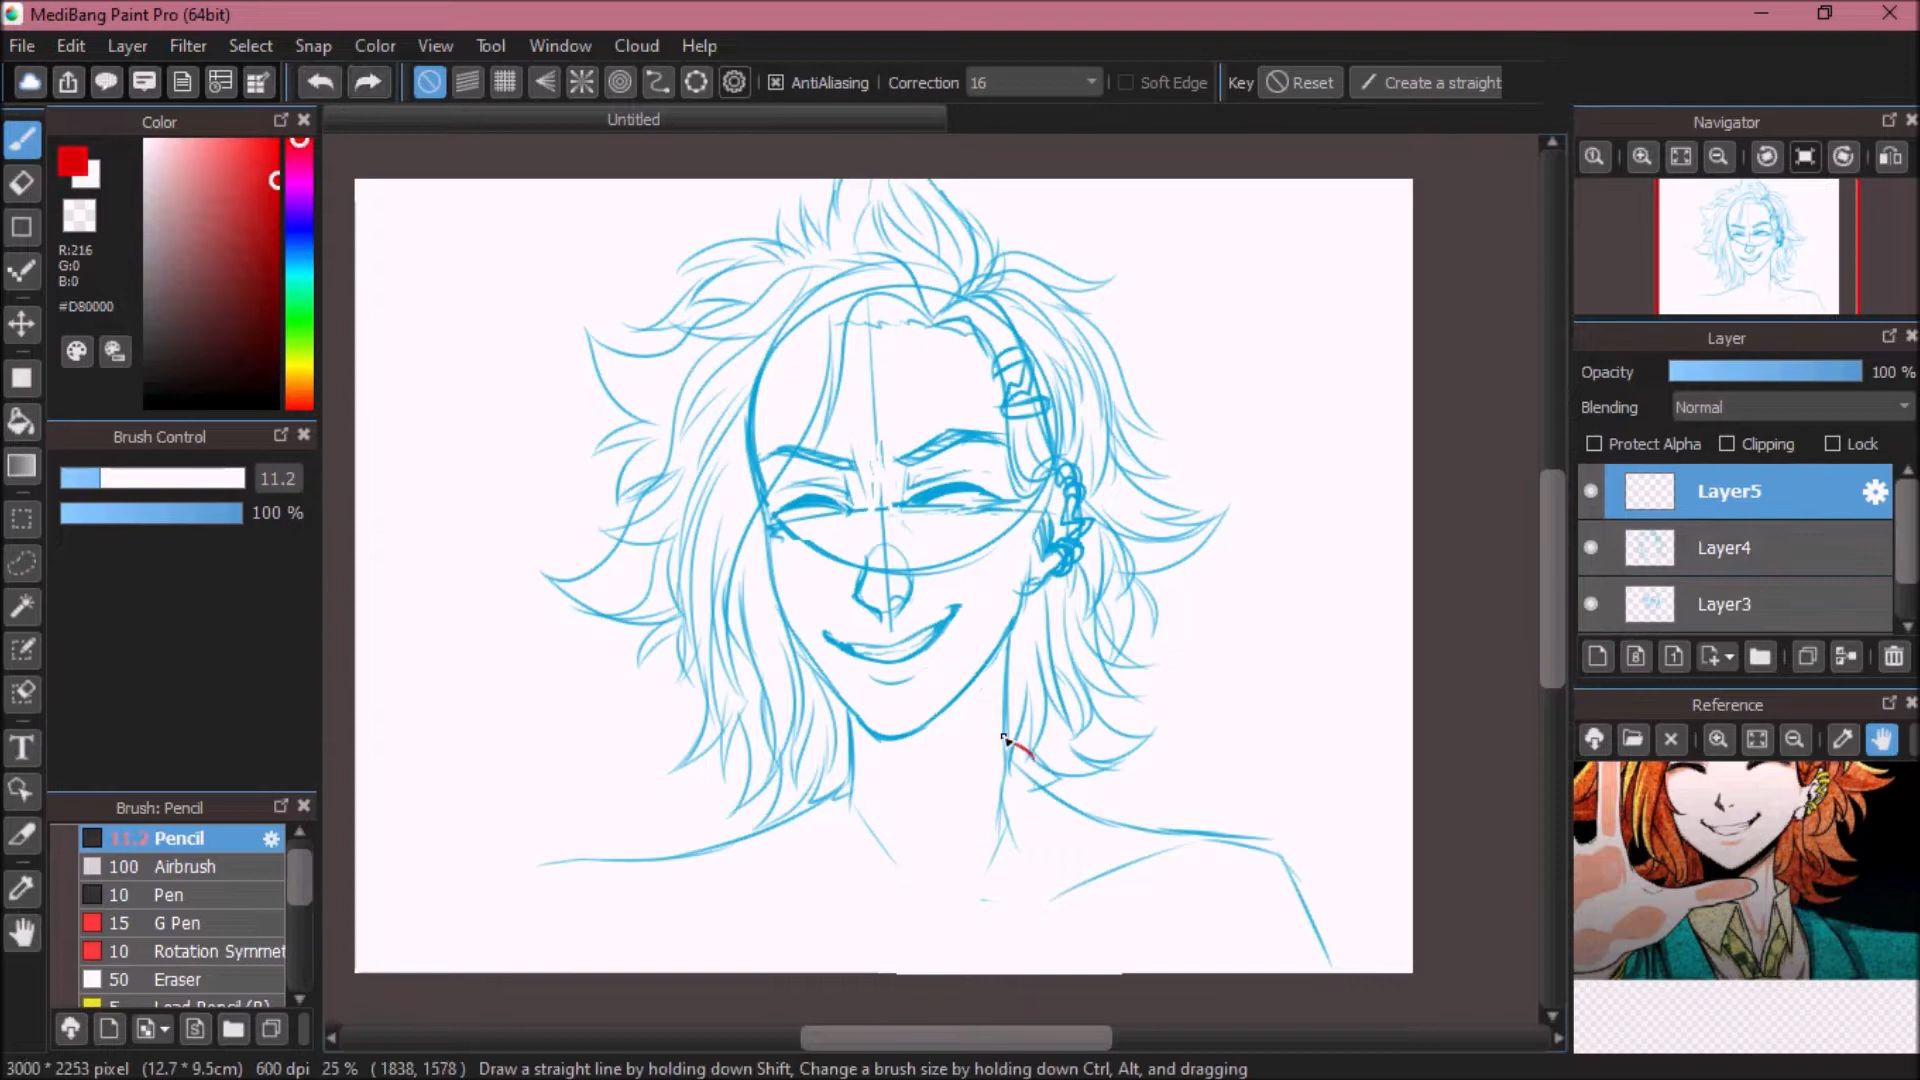 MediBang Paint Pro (64bit)
File Edit Layer Filter Select Snap Color View Tool Window Cloud Help
AntiAliasing Correction 16 Soft Edge Key Reset Create a straight
Color
Untitled
Navigator
R:216
G:0
B:0
#D80000
Layer
Opacity 100 %
Blending Normal
Protect Alpha Clipping Lock
Brush Control
11.2
100 %
Layer5
Layer4
Layer3
Reference
Brush: Pencil
11.2 Pencil
100 Airbrush
10 Pen
15 G Pen
10 Rotation Symmet
50 Eraser
3000 * 2253 pixel (12.7 * 9.5cm) 600 dpi 25 % ( 1838, 1578 ) Draw a straight line by holding down Shift, Change a brush size by holding down Ctrl, Alt, and dragging